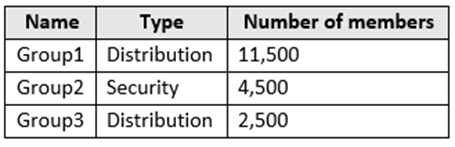 Name Type Number of members
Group1 Distribution 11,500
Group2 Security 4,500
Group3 Distribution 2,500